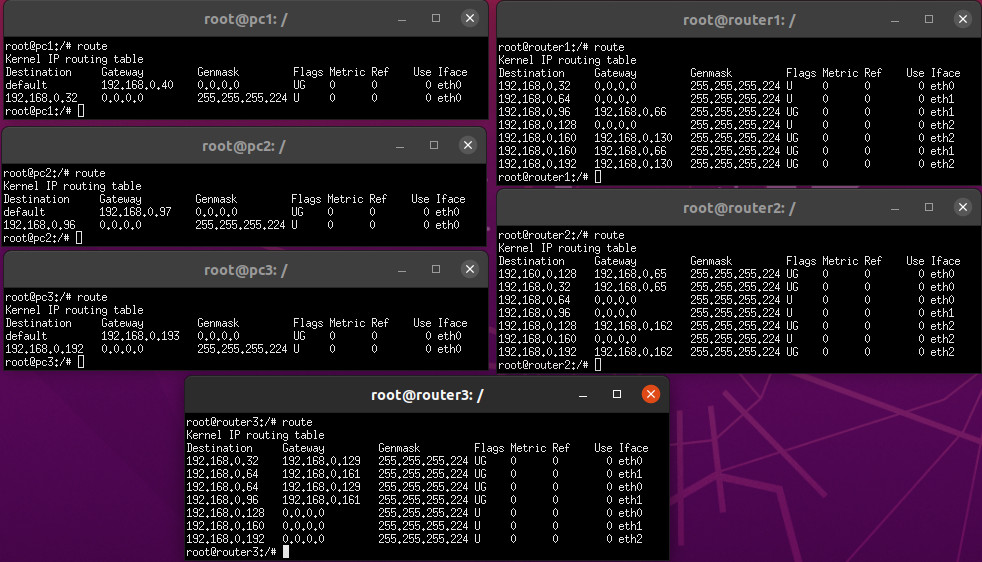 root@pc1: /
root@pc1:/# route
Kernel IP routing table
Destination Gateway Genmask Flags Metric Ref Use Iface
default 192.168.0.40 0.0.0.0 UG 0 0 0 eth0
192.168.0.32 0.0.0.0 255.255.255.224 U 0 0 0 eth0
root@pc1:/#
root@pc2: /
root@pc2:/# route
Kernel IP routing table
Destination Gateway Genmask Flags Metric Ref Use Iface
default 192.168.0.97 0.0.0.0 UG 0 0 0 eth0
192.168.0.96 0.0.0.0 255.255.255.224 U 0 0 0 eth0
root@pc2:/#
root@pc3: /
root@pc3:/# route
Kernel IP routing table
Destination Gateway Genmask Flags Metric Ref Use Iface
default 192.168.0.193 0.0.0.0 UG 0 0 0 eth0
192.168.0.192 0.0.0.0 255.255.255.224 U 0 0 0 eth0
root@pc3:/#
root@router1: /
root@router1:/# route
Kernel IP routing table
Destination Gateway Genmask Flags Metric Ref Use Iface
192.168.0.32 0.0.0.0 255.255.255.224 U 0 0 0 eth0
192.168.0.64 0.0.0.0 255.255.255.224 U 0 0 0 eth1
192.168.0.96 192.168.0.66 255.255.255.224 UG 0 0 0 eth1
192.168.0.128 0.0.0.0 255.255.255.224 U 0 0 0 eth2
192.168.0.160 192.168.0.130 255.255.255.224 UG 0 0 0 eth2
192.168.0.160 192.168.0.66 255.255.255.224 UG 0 0 0 eth1
192.168.0.192 192.168.0.130 255.255.255.224 UG 0 0 0 eth2
root@router1:/#
root@router2: /
root@router2:/# route
Kernel IP routing table
Destination Gateway Genmask Flags Metric Ref Use Iface
192.160.0.128 192.168.0.65 255.255.255.224 UG 0 0 0 eth0
192.168.0.32 192.168.0.65 255.255.255.224 UG 0 0 0 eth0
192.168.0.64 0.0.0.0 255.255.255.224 U 0 0 0 eth0
192.168.0.96 0.0.0.0 255.255.255.224 U 0 0 0 eth1
192.168.0.128 192.168.0.162 255.255.255.224 UG 0 0 0 eth2
192.168.0.160 0.0.0.0 255.255.255.224 U 0 0 0 eth2
192.168.0.192 192.168.0.162 255.255.255.224 UG 0 0 0 eth2
root@router2:/#
root@router3: /
root@router3:/# route
Kernel IP routing table
Destination Gateway Genmask Flags Metric Ref Use Iface
192.168.0.32 192.168.0.129 255.255.255.224 UG 0 0 0 eth0
192.168.0.64 192.168.0.161 255.255.255.224 UG 0 0 0 eth1
192.168.0.64 192.168.0.129 255.255.255.224 UG 0 0 0 eth0
192.168.0.96 192.168.0.161 255.255.255.224 UG 0 0 0 eth1
192.168.0.128 0.0.0.0 255.255.255.224 U 0 0 0 eth0
192.168.0.160 0.0.0.0 255.255.255.224 U 0 0 0 eth1
192.168.0.192 0.0.0.0 255.255.255.224 U 0 0 0 eth2
root@router3:/#